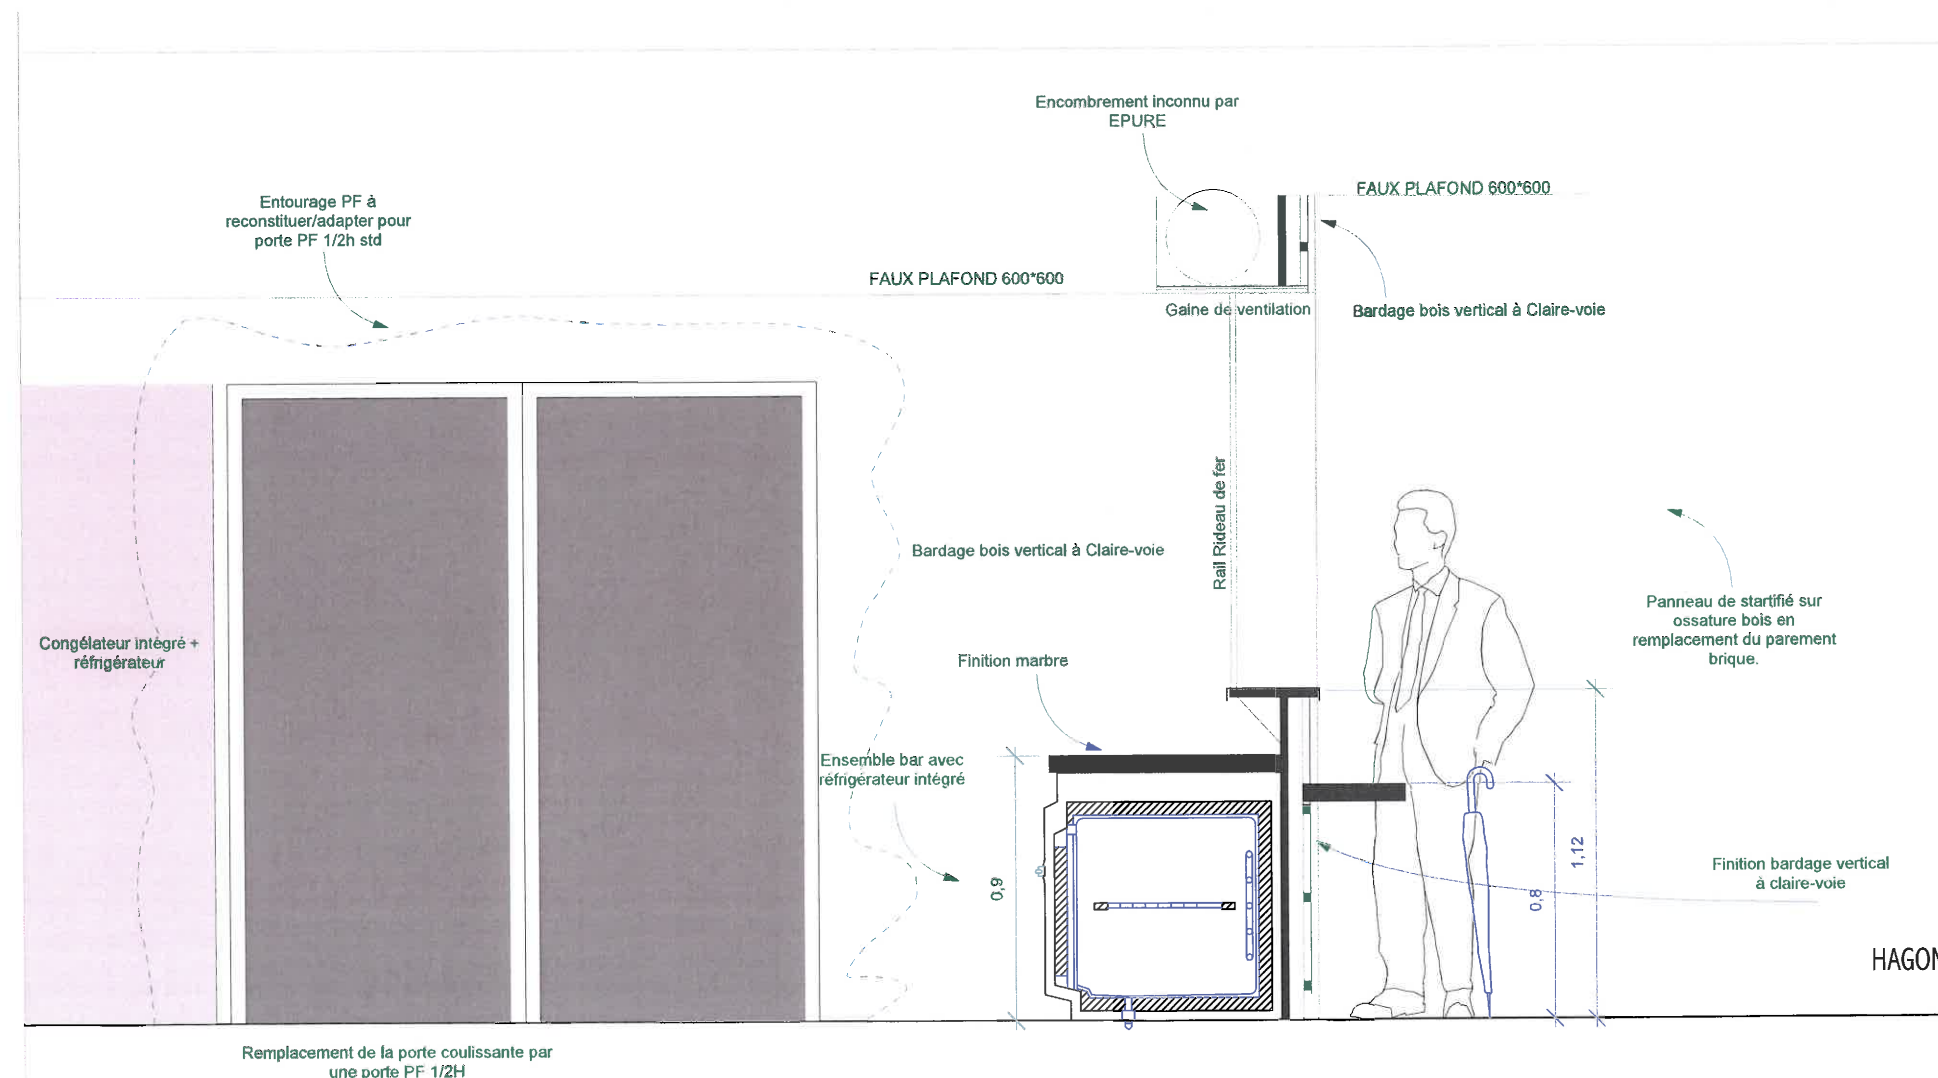 Encombrement inconnu par
EPURE
FAUX PLAFOND 600*600
Entourage PF à
reconstituer/adapter pour
porte PF 1/2h std
FAUX PLAFOND 600*600
Gaine de ventilation
Bardage bois vertical à Claire-voie
Rail Rideau de fer
Bardage bois vertical à Claire-voie
Panneau de startifié sur
ossature bois en
remplacement du parement
brique.
Congélateur intégré +
réfrigérateur
Finition marbre
Ensemble bar avec
réfrigérateur intégré
0,9
1,12
0,8
Finition bardage vertical
à claire-voie
HAGON
Remplacement de la porte coulissante par
une porte PF 1/2H